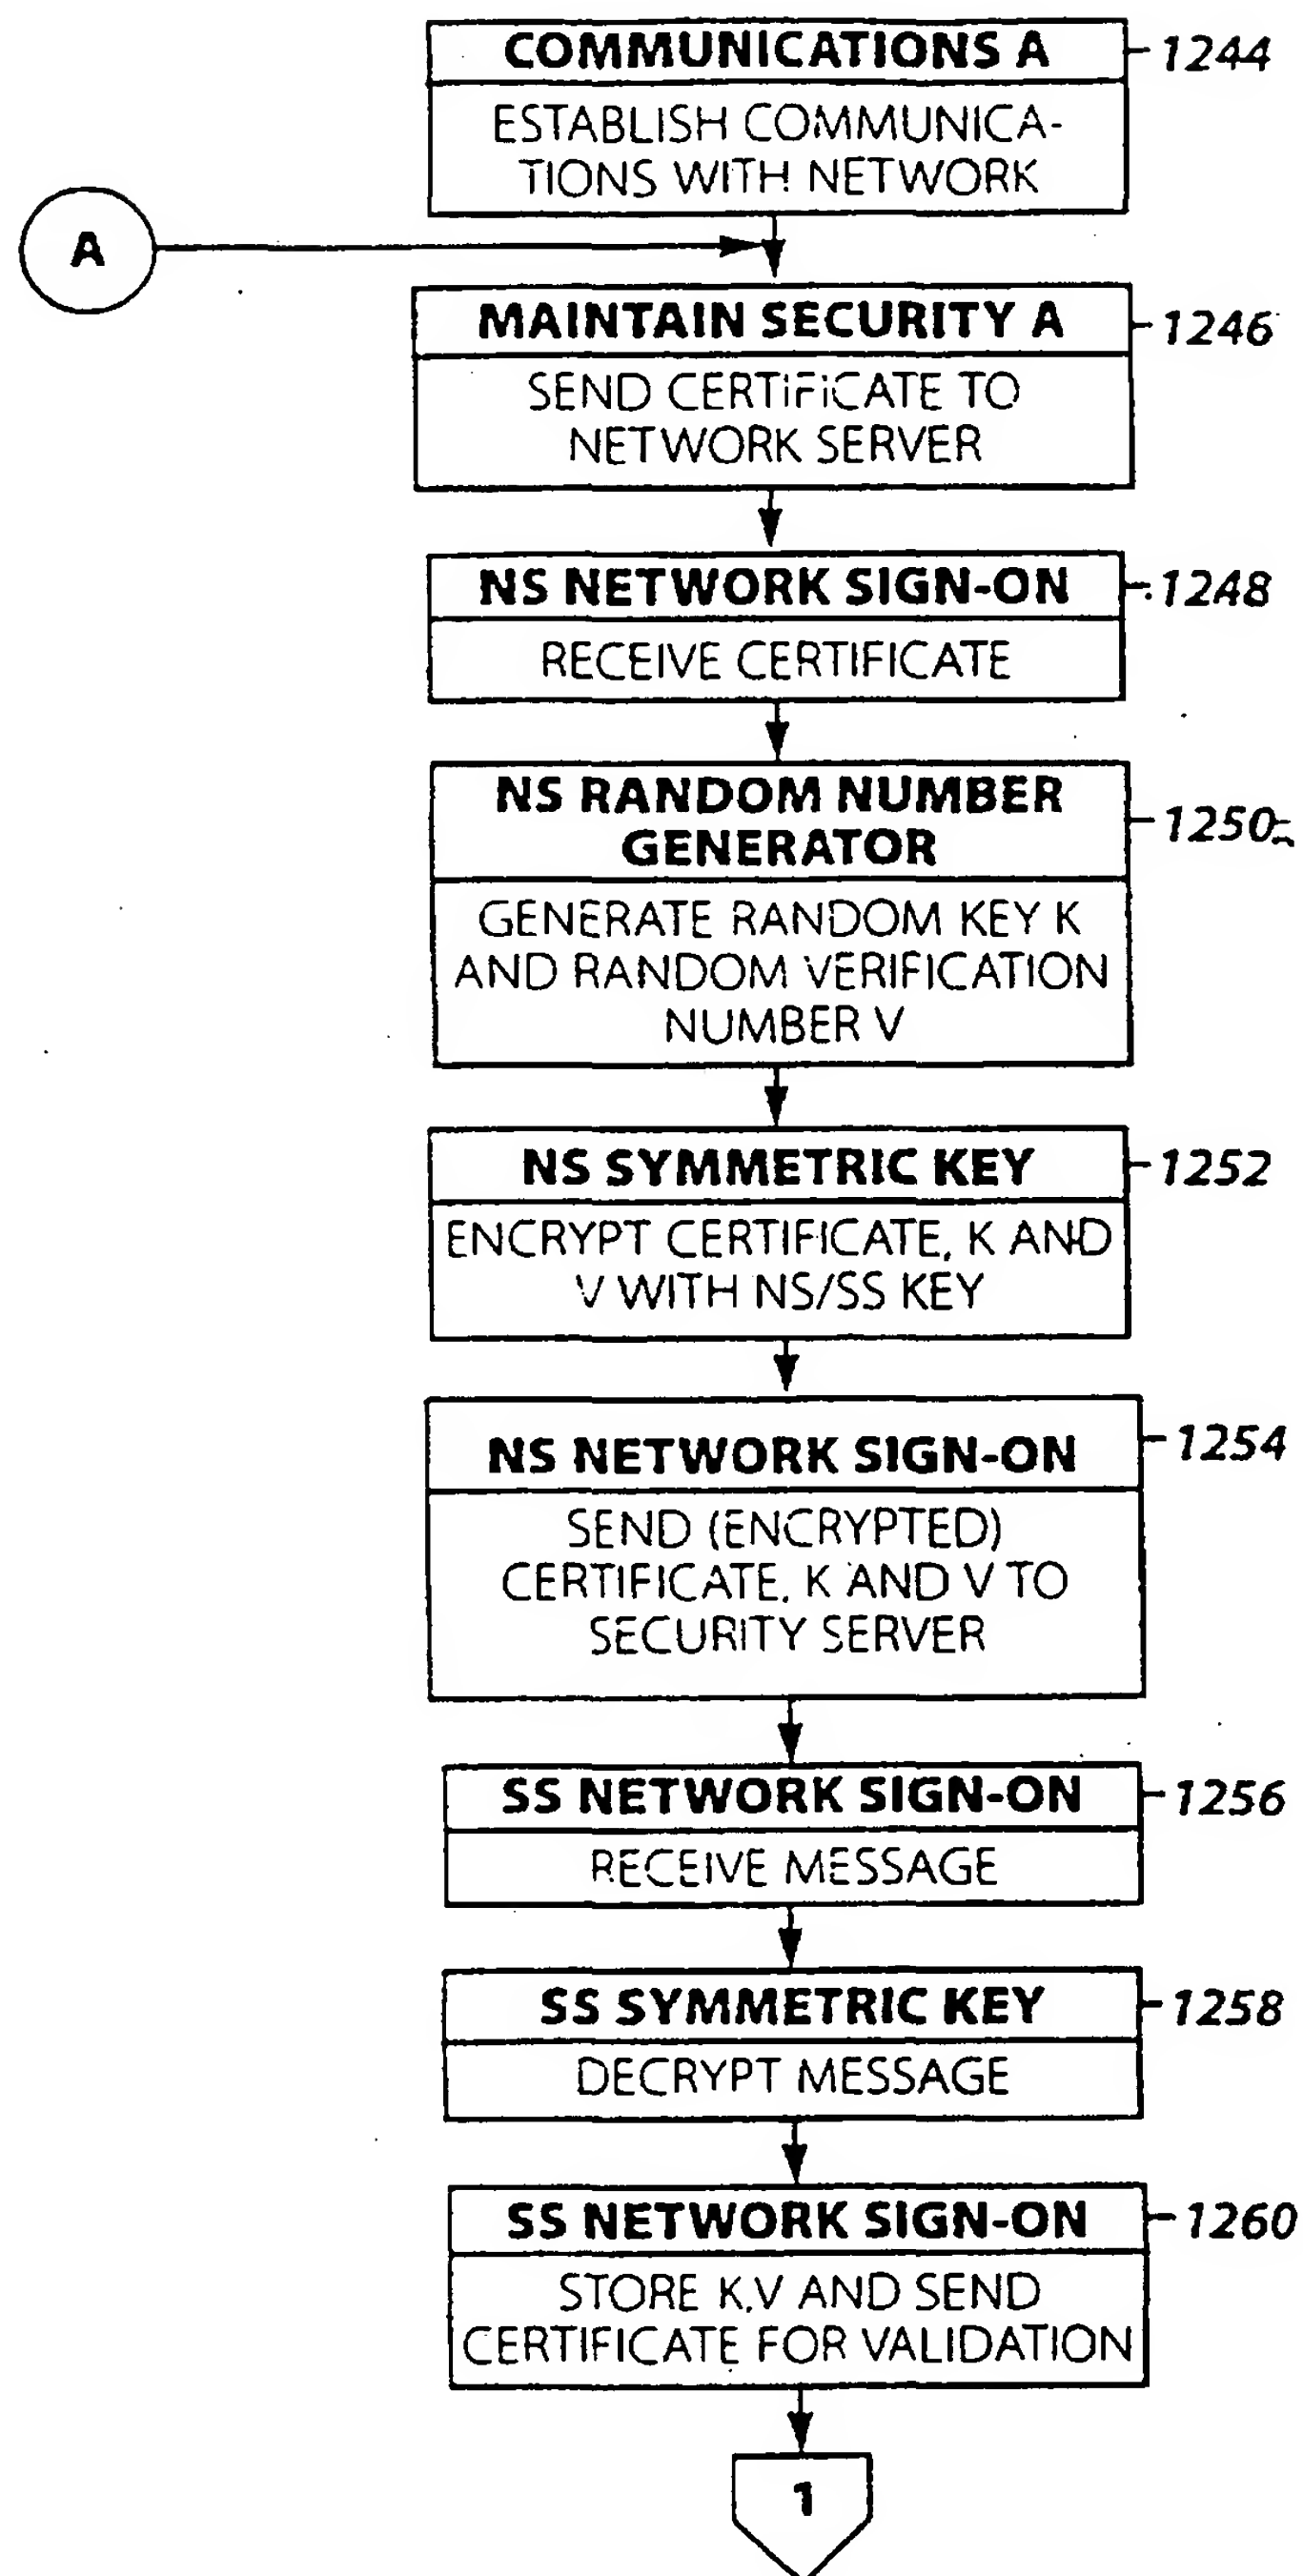 COMMUNICATIONS A
1244
ESTABLISH COMMUNICA-
TIONS WITH NETWORK
A
MAINTAIN SECURITY A
1246
SEND CERTIFICATE TO
NETWORK SERVER
NS NETWORK SIGN-ON
1248
RECEIVE CERTIFICATE
NS RANDOM NUMBER
GENERATOR
1250
GENERATE RANDOM KEY K
AND RANDOM VERIFICATION
NUMBER V
NS SYMMETRIC KEY
1252
ENCRYPT CERTIFICATE, K AND
V WITH NS/SS KEY
NS NETWORK SIGN-ON
1254
SEND (ENCRYPTED)
CERTIFICATE, K AND V TO
SECURITY SERVER
SS NETWORK SIGN-ON
1256
RECEIVE MESSAGE
SS SYMMETRIC KEY
1258
DECRYPT MESSAGE
SS NETWORK SIGN-ON
1260
STORE K,V AND SEND
CERTIFICATE FOR VALIDATION
1